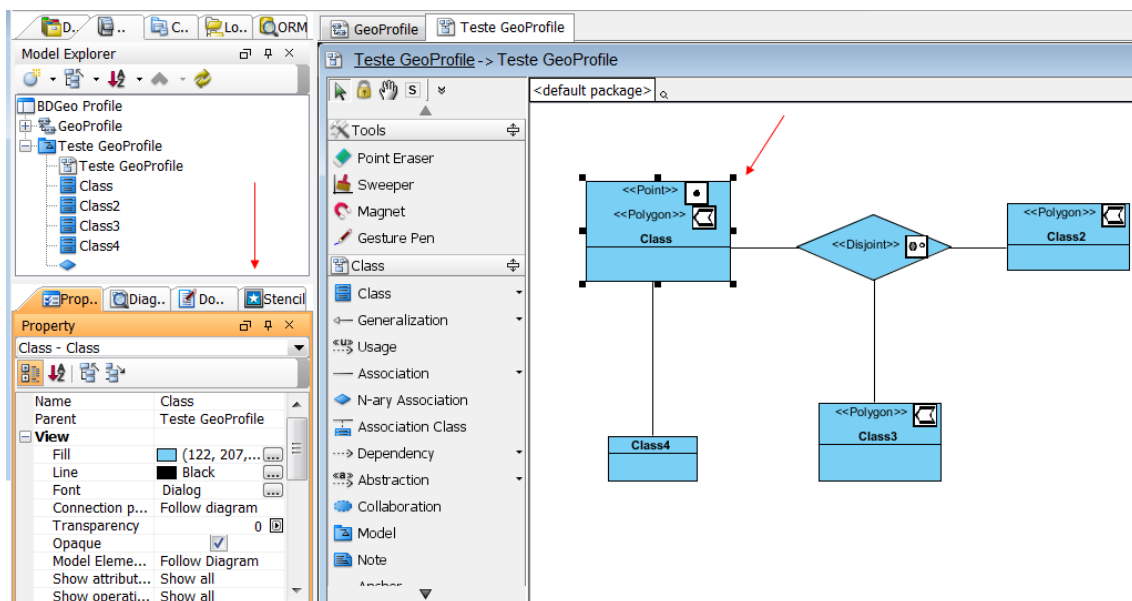 D..
C..
Lo..
ORM
Model Explorer
BDGeo Profile
GeoProfile
Teste GeoProfile
Teste GeoProfile
Class
Class2
Class3
Class4
Prop..
Diag..
Do..
Stencil
Property
Class - Class
Name Class
Parent Teste GeoProfile
View
Fill (122, 207,... ...
Line Black ...
Font Dialog ...
Connection p... Follow diagram
Transparency 0
Opaque
Model Eleme... Follow Diagram
Show attribut... Show all
Show operati... Show all
GeoProfile
Teste GeoProfile
Teste GeoProfile -> Teste GeoProfile
S
Tools
Point Eraser
Sweeper
Magnet
Gesture Pen
Class
Class
Generalization
Usage
Association
N-ary Association
Association Class
Dependency
Abstraction
Collaboration
Model
Note
<default package>
<<Point>>
<<Polygon>>
Class
<<Disjoint>>
<<Polygon>>
Class2
Class4
<<Polygon>>
Class3